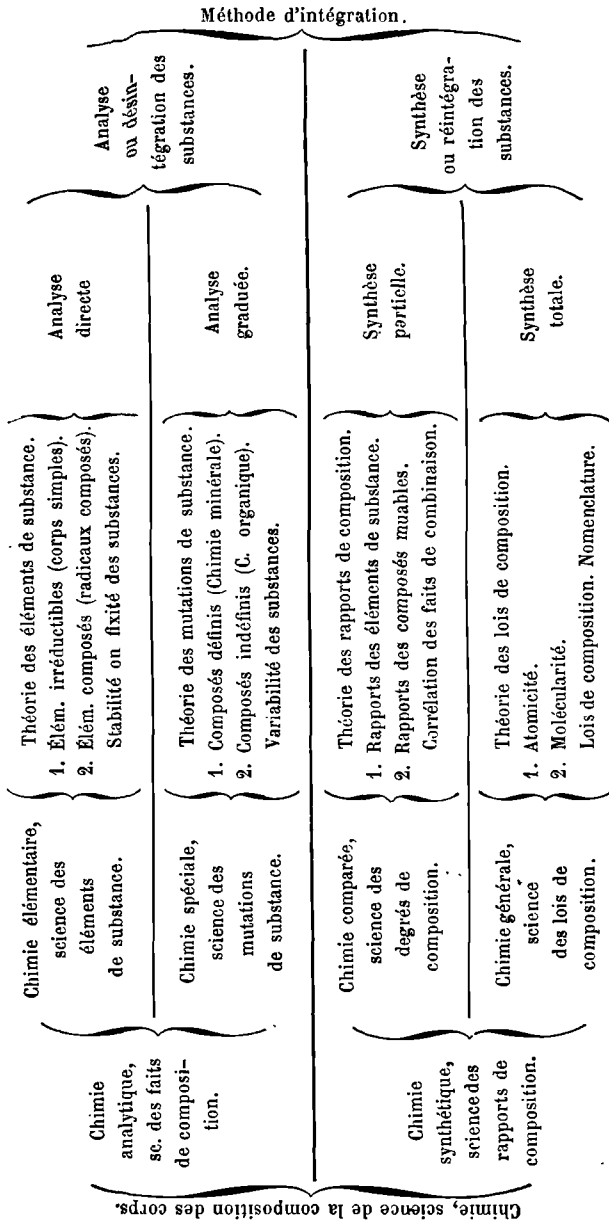 Chimie, science de la composition des corps.
Chimie
analytique,
sc. des faits
de composi-
tion.
Chimie élémentaire,
science des
éléments
de substance.
Théorie des éléments de substance.
1. Élém. irréductibles (corps simples).
2. Élém. composés (radicaux composés).
Stabilité on fixité des substances.
Analyse
directe
Analyse
ou désin-
tégration des
substances.
Chimie spéciale,
science des
mutations
de substance.
Théorie des mutations de substance.
1. Composés définis (Chimie minérale).
2. Composés indéfinis (C. organique).
Variabilité des substances.
Analyse
graduée.
Chimie
synthétique,
science des
rapports de
composition.
Chimie comparée,
science des
degrés de
composition.
Théorie des rapports de composition.
1. Rapports des éléments de substance.
2. Rapports des composés muables.
Corrélation des faits de combinaison.
Synthèse
partielle.
Synthèse
ou réintégra-
tion des
substances.
Chimie générale,
science
des lois de
composition.
Théorie des lois de composition.
1. Atomicité.
2. Molécularité.
Lois de composition. Nomenclature.
Synthèse
totale.
Méthode d'intégration.